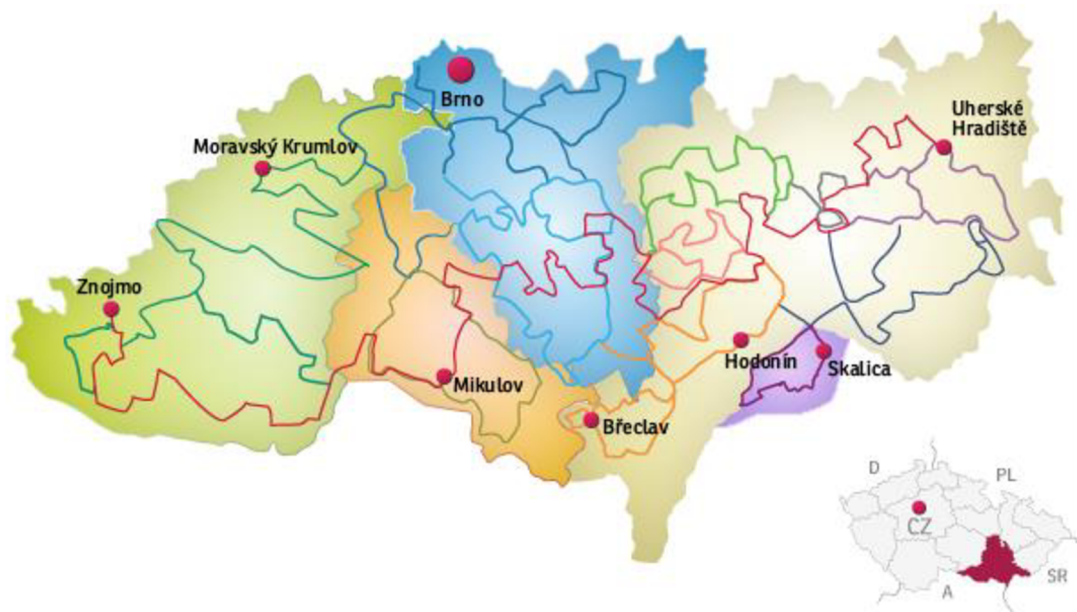 Brno
Uherské
Hradiště
Moravský Krumlov
Znojmo
Hodonín
Skalica
Mikulov
Břeclav
D
PL
CZ
SR
A